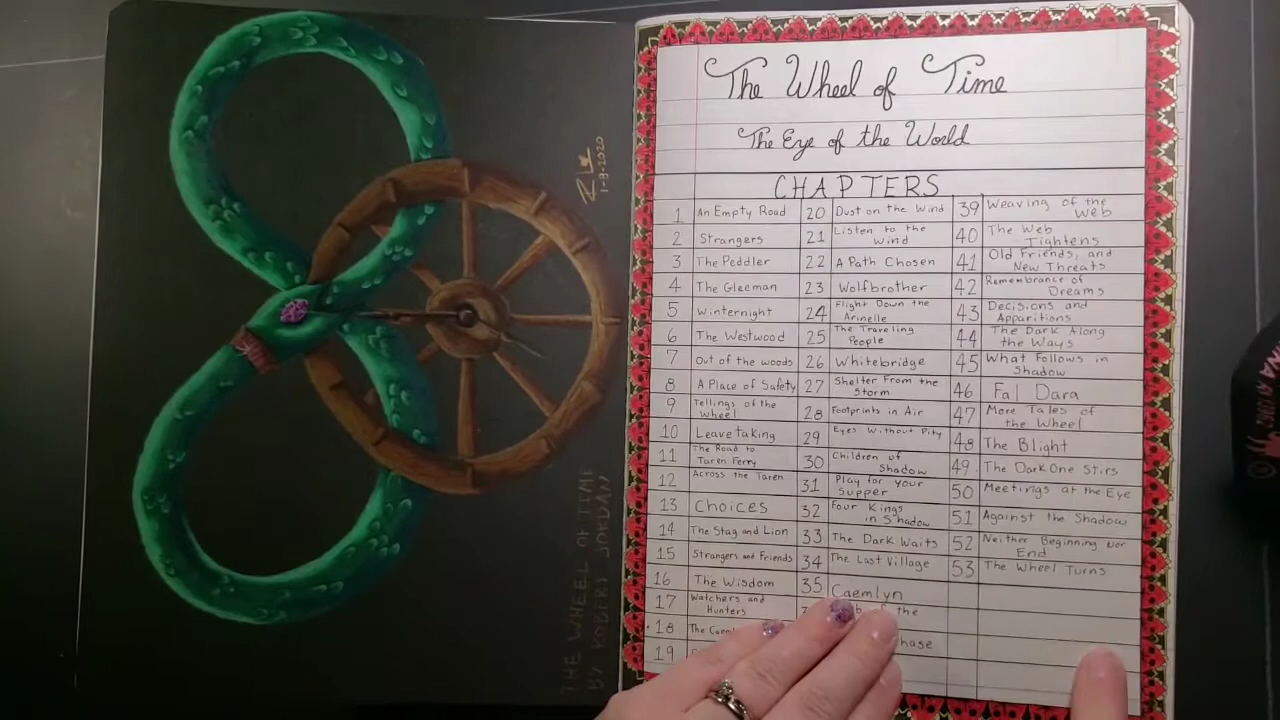 The Wheel of Time
The Eye of the World
CHAPTERS
1 An Empty Road
2 Strangers
3 The Peddler
4 The Gleeman
5 Winternight
6 The Westwood
7 Out of the woods
8 A Place of Safety
9 Tellings of the
Wheel
10 Leavetaking
11 The Road to
Taren Ferry
12 Across the Taren
13 Choices
14 The Stag and Lion
15 Strangers and Friends
16 The Wisdom
17 Watchers and
Hunters
18 The
19
20 Dust on the Wind
21 Listen to the
Wind
22 A Path Chosen
23 Wolfbrother
24 Flight Down the
Arinelle
25 The Traveling
People
26 Whitebridge
27 Shelter From the
Storm
28 Footprints in Air
29 Eyes Without Pity
30 Children of
Shadow
31 Play for Your
Supper
32 Four Kings
in Shadow
33 The Dark Waits
34 The Last Village
35 Caemlyn
the
hase
39 Weaving of the
Web
40 The Web
Tightens
41 Old Friends, and
New Threats
42 Remembrance of
Dreams
43 Decisions and
Apparitions
44 The Dark Along
the Ways
45 What Follows in
Shadow
46 Fal Dara
47 More Tales of
the Wheel
48 The Blight
49 The Dark One Stirs
50 Meetings at the Eye
51 Against the Shadow
52 Neither Beginning Nor
End
53 The Wheel Turns
1-8-2020
THE WHEEL OF TIME
BY ROBERT JORDAN